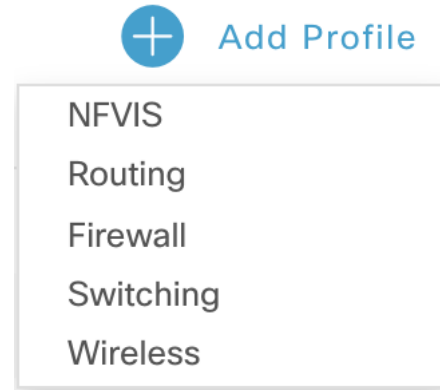 Add Profile
NFVIS
Routing
Firewall
Switching
Wireless